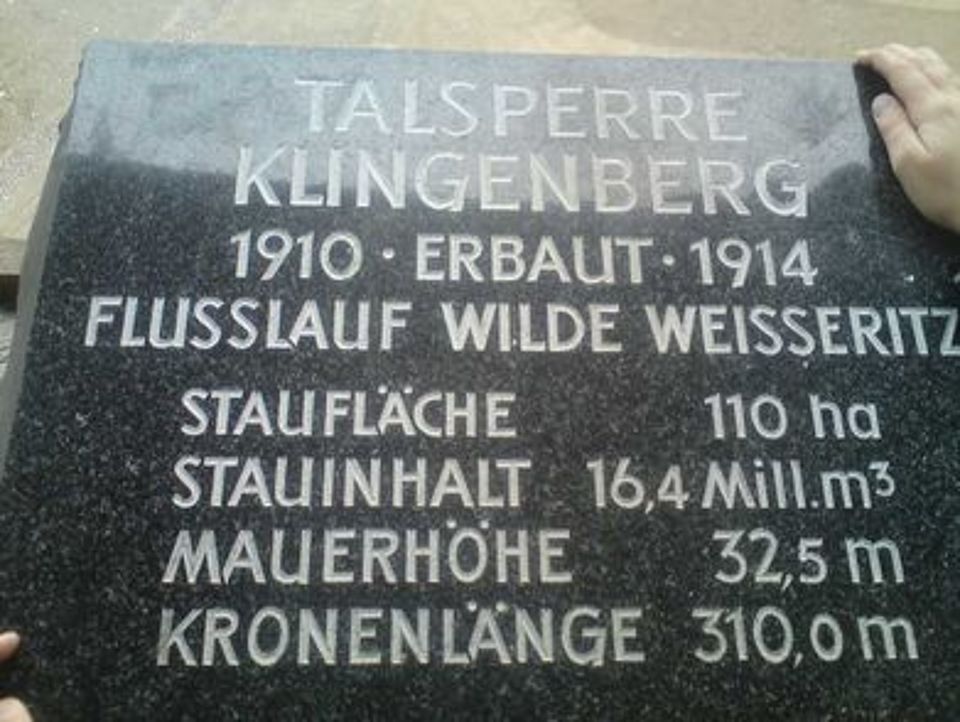 TALSPERRE
KLINGENBERG
1910 · ERBAUT · 1914
FLUSSLAUF WILDE WEISSERITZ
STAUFLÄCHE 110 ha
STAUINHALT 16,4 Mill.m³
MAUERHÖHE 32,5 m
KRONENLÄNGE 310,0 m